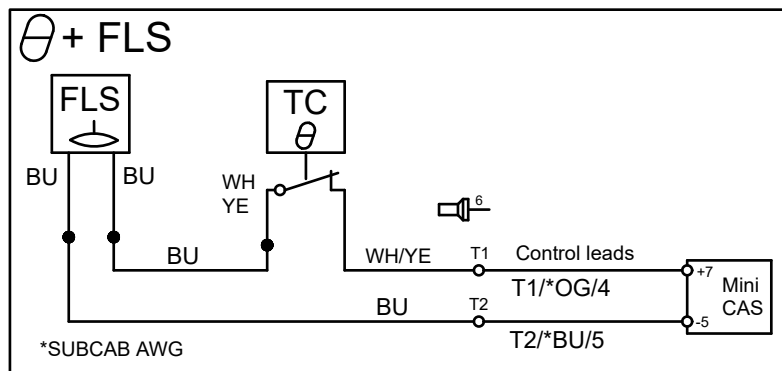 θ + FLS
FLS
TC
θ
BU
BU
WH
YE
6
BU
WH/YE
T1
Control leads
+7
T1/*OG/4
Mini
CAS
BU
T2
-5
T2/*BU/5
*SUBCAB AWG